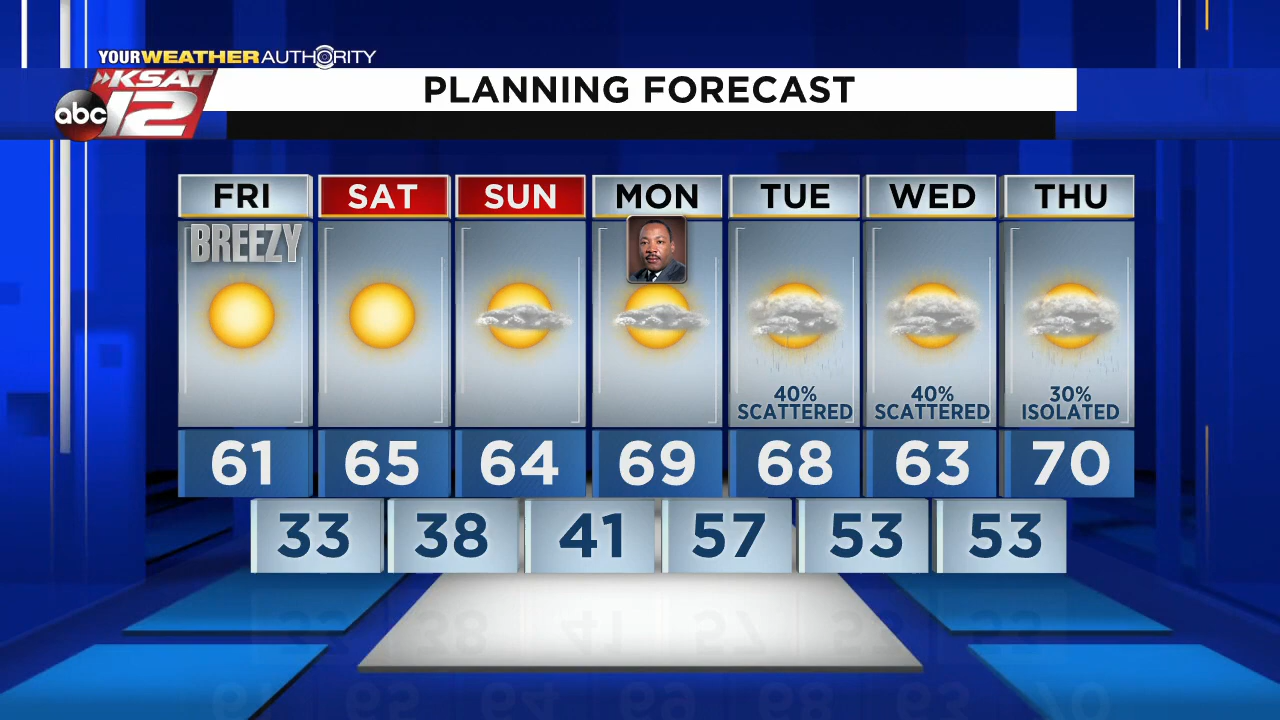 YOURWEATHERAUTHORITY
KSAT
abc 12
PLANNING FORECAST
FRI SAT SUN MON TUE WED THU
BREEZY
40% 40% 30%
SCATTERED SCATTERED ISOLATED
61 65 64 69 68 63 70
33 38 41 57 53 53